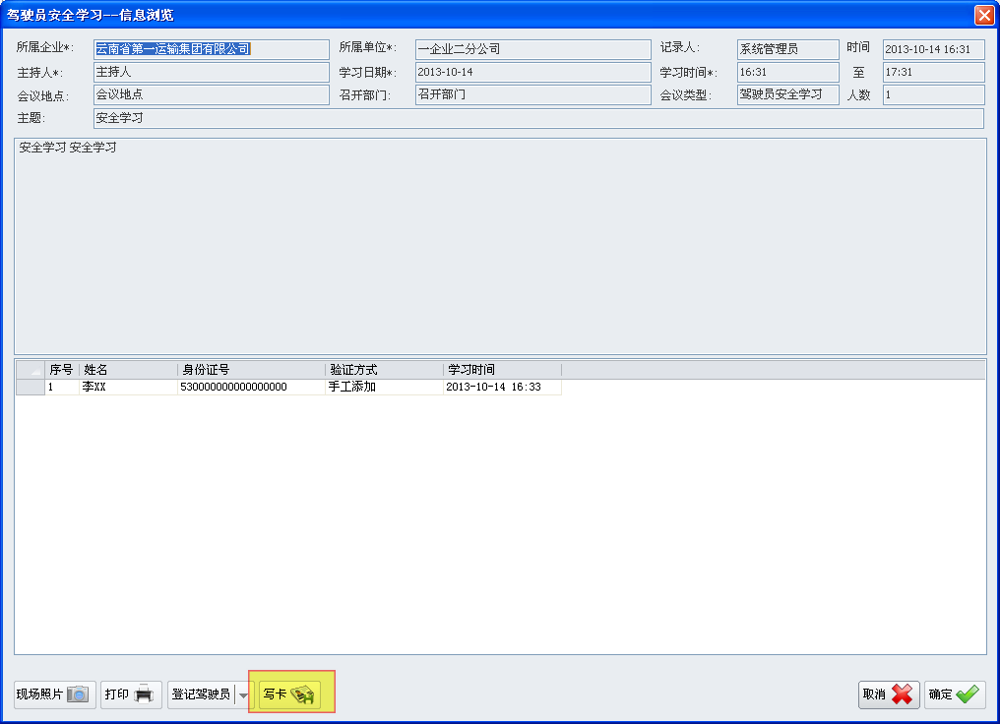 驾驶员安全学习--信息浏览
所属企业*: 云南省第一运输集团有限公司 所属单位*: 一企业二分公司 记录人: 系统管理员 时间 2013-10-14 16:31
主持人*: 主持人 学习日期*: 2013-10-14 学习时间*: 16:31 至 17:31
会议地点: 会议地点 召开部门: 召开部门 会议类型: 驾驶员安全学习 人数 1
主题: 安全学习
安全学习 安全学习
序号 姓名 身份证号 验证方式 学习时间
1 李XX 530000000000000000 手工添加 2013-10-14 16:33
现场照片 打印 登记驾驶员 写卡 取消 确定